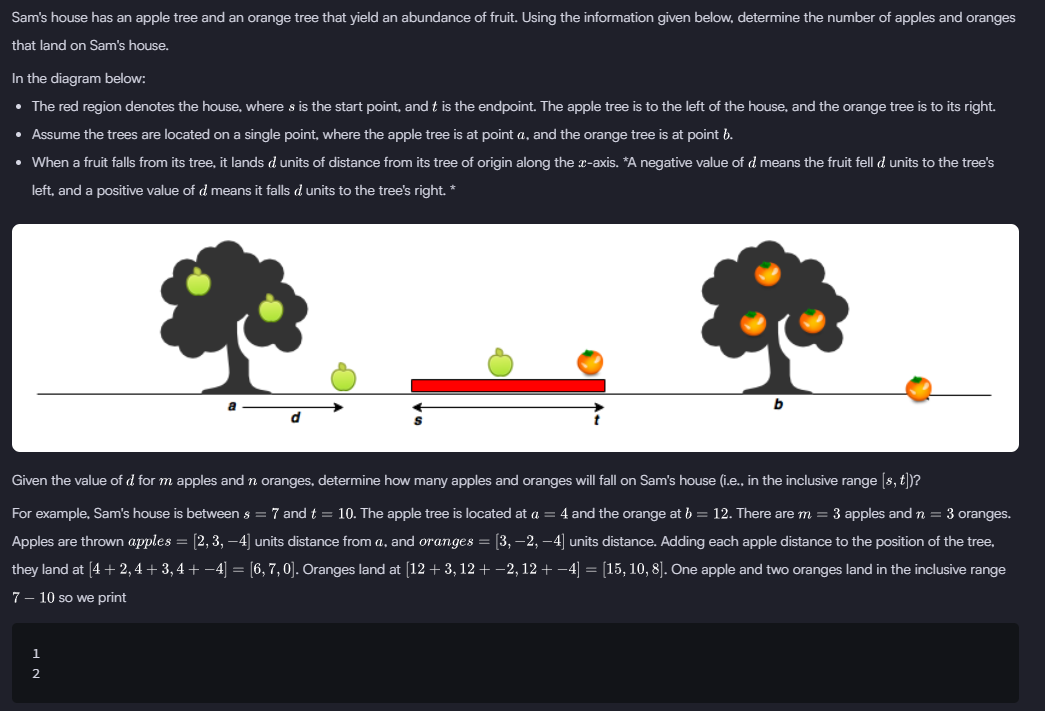 Sam's house has an apple tree and an orange tree that yield an abundance of fruit. Using the information given below, determine the number of apples and oranges
that land on Sam's house.
In the diagram below:
• The red region denotes the house, where s is the start point, and t is the endpoint. The apple tree is to the left of the house, and the orange tree is to its right.
• Assume the trees are located on a single point, where the apple tree is at point a, and the orange tree is at point b.
• When a fruit falls from its tree, it lands d units of distance from its tree of origin along the x-axis. *A negative value of d means the fruit fell d units to the tree's
left, and a positive value of d means it falls d units to the tree's right. *
a
d
s
t
b
Given the value of d for m apples and n oranges, determine how many apples and oranges will fall on Sam's house (i.e., in the inclusive range [s, t])?
For example, Sam's house is between s = 7 and t = 10. The apple tree is located at a = 4 and the orange at b = 12. There are m = 3 apples and n = 3 oranges.
Apples are thrown apples = [2, 3, −4] units distance from a, and oranges = [3, −2, −4] units distance. Adding each apple distance to the position of the tree,
they land at [4 + 2, 4 + 3, 4 + −4] = [6, 7, 0]. Oranges land at [12 + 3, 12 + −2, 12 + −4] = [15, 10, 8]. One apple and two oranges land in the inclusive range
7 − 10 so we print
1
2